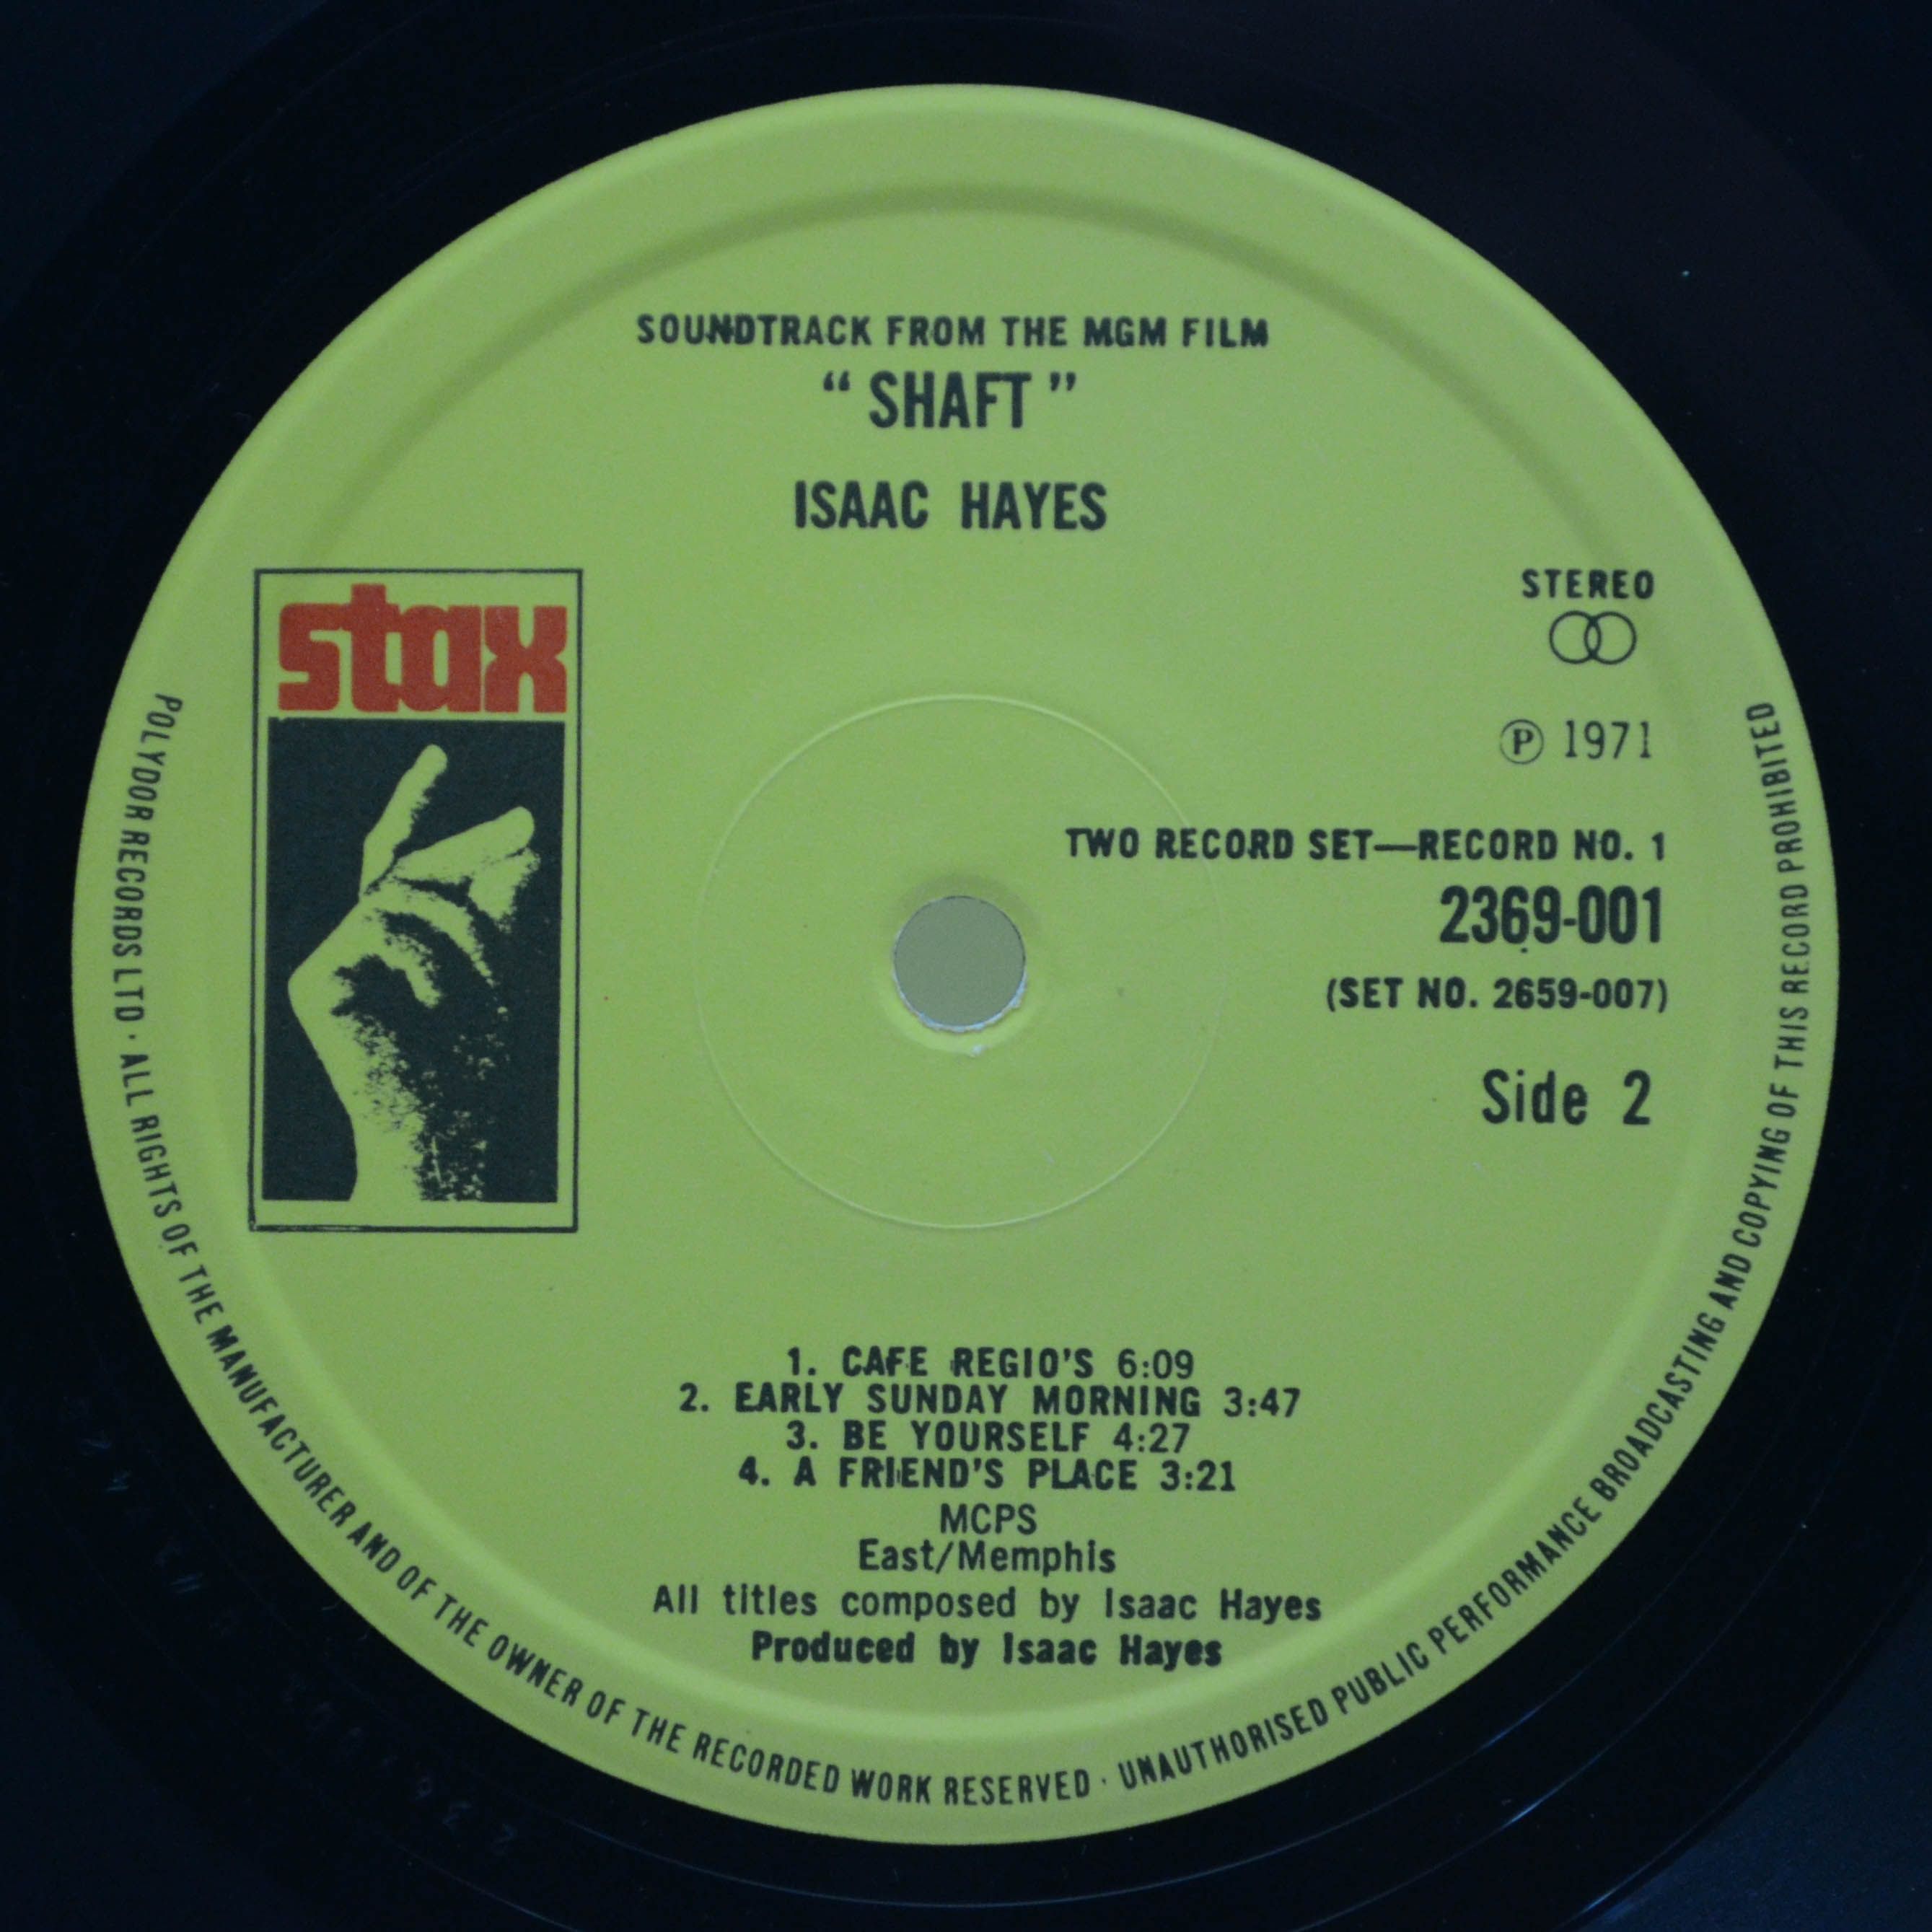 SOUNDTRACK FROM THE MGM FILM
“ SHAFT ”
ISAAC HAYES
stax
STEREO
Ⓟ 1971
TWO RECORD SET—RECORD NO. 1
2369-001
(SET NO. 2659-007)
Side 2
1. CAFE REGIO'S 6:09
2. EARLY SUNDAY MORNING 3:47
3. BE YOURSELF 4:27
4. A FRIEND'S PLACE 3:21
MCPS
East/Memphis
All titles composed by Isaac Hayes
Produced by Isaac Hayes
POLYDOR RECORDS LTD · ALL RIGHTS OF THE MANUFACTURER AND OF THE OWNER OF THE RECORDED WORK RESERVED · UNAUTHORISED PUBLIC PERFORMANCE BROADCASTING AND COPYING OF THIS RECORD PROHIBITED